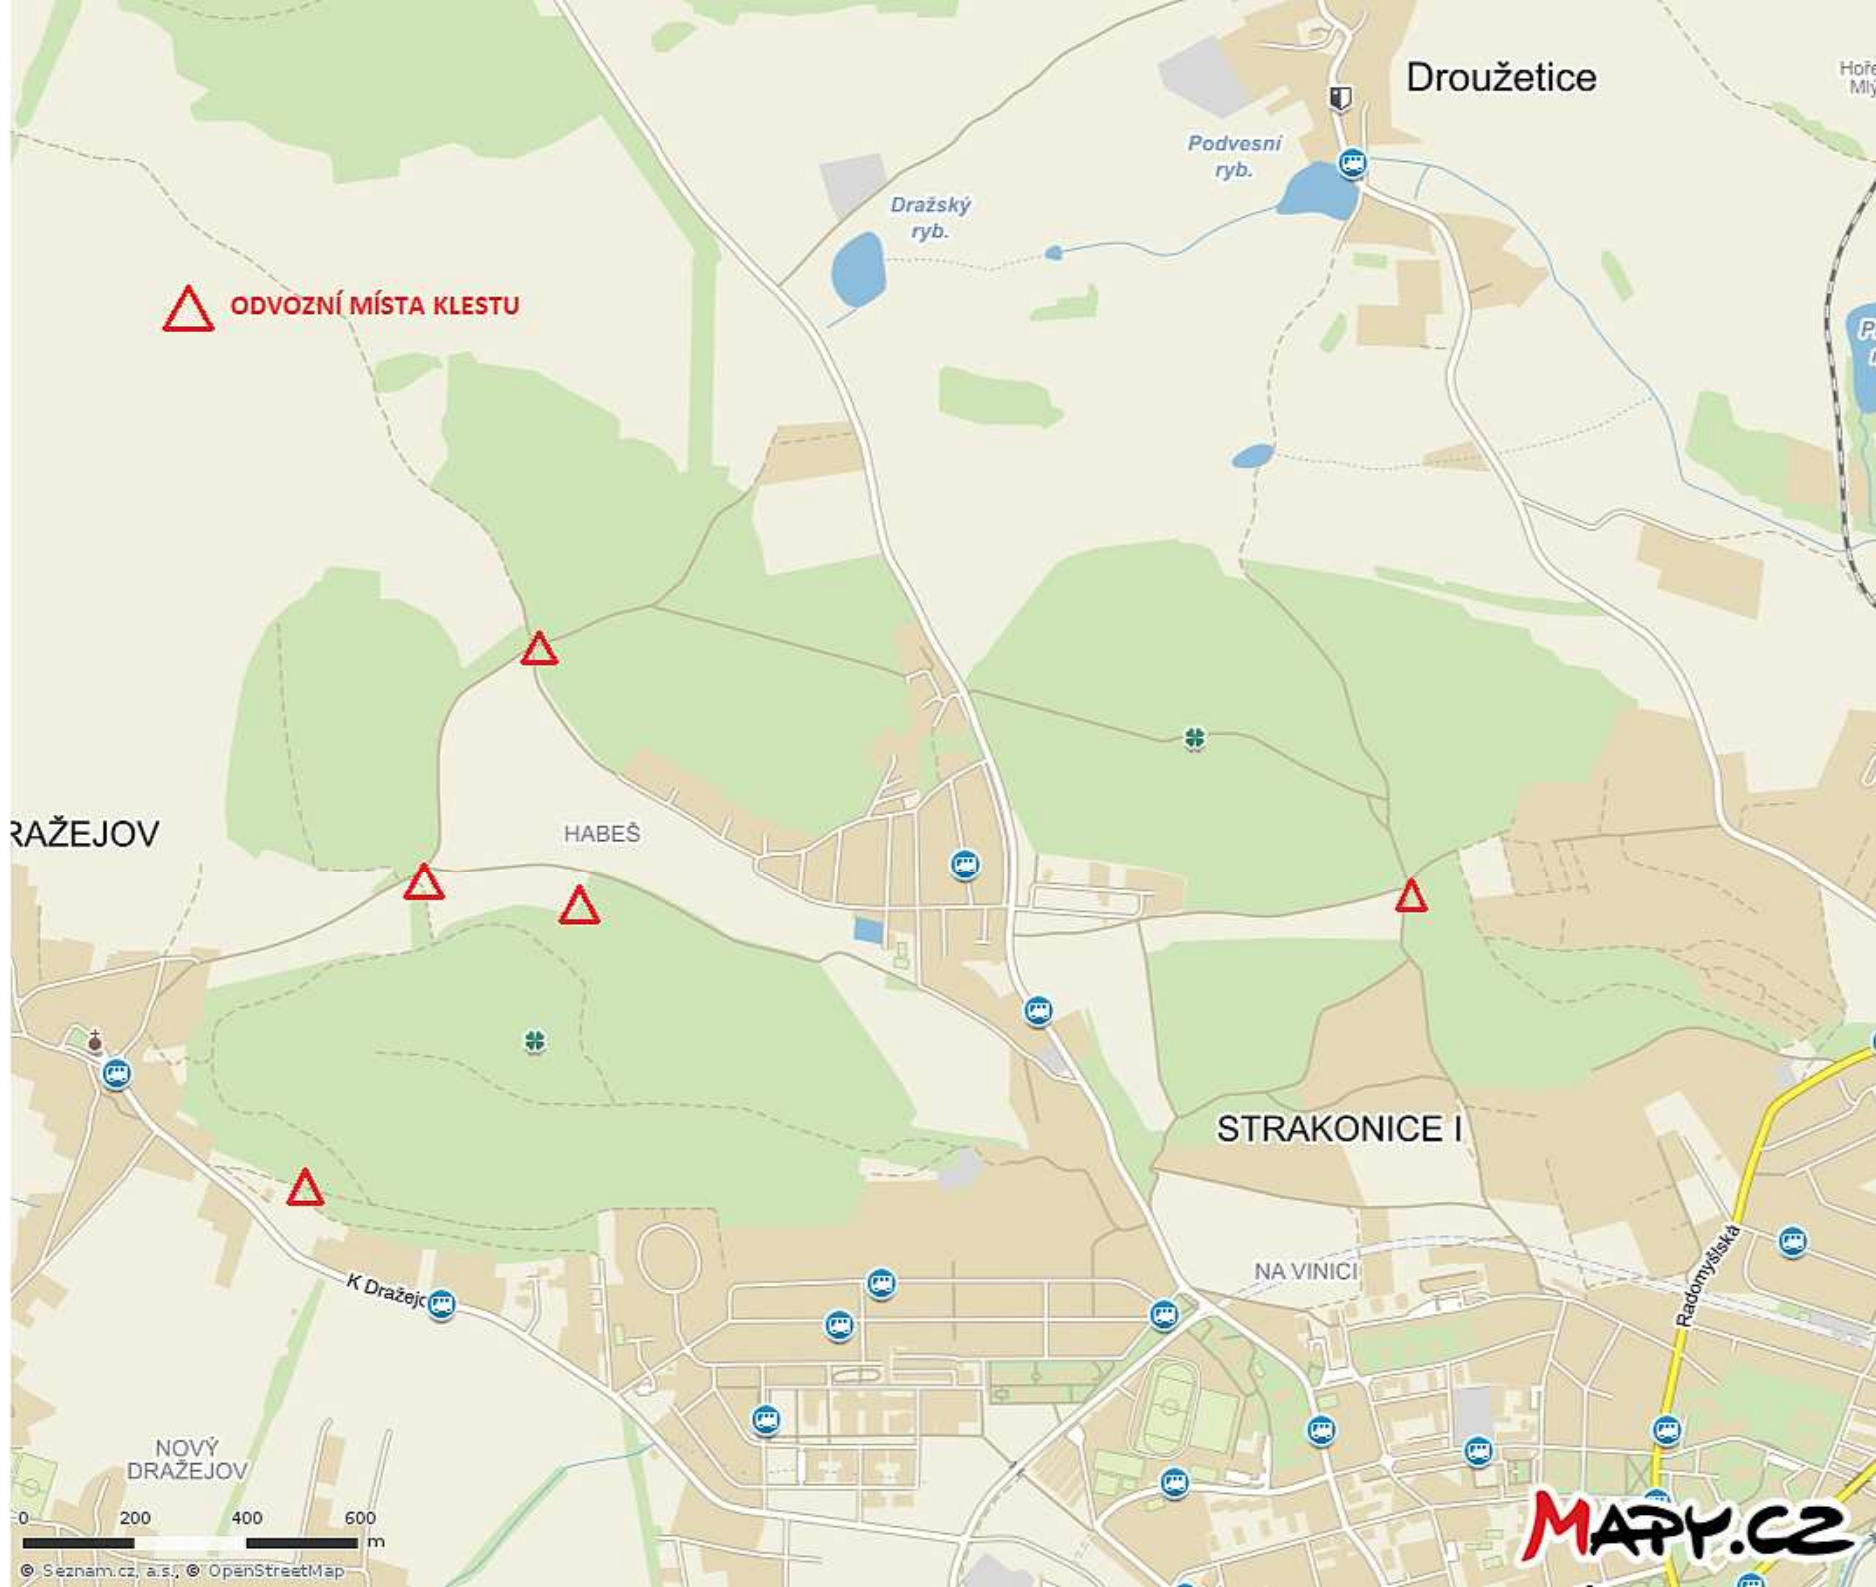 Droužetice
Hoře
Mlý
Podvesní
ryb.
Dražský
ryb.
ODVOZNÍ MÍSTA KLESTU
P
RAŽEJOV
HABEŠ
STRAKONICE I
NA VINICI
Radomyšlská
K Dražejo
NOVÝ
DRAŽEJOV
0 200 400 600
m
MAPY.CZ
© Seznam.cz, a.s., © OpenStreetMap